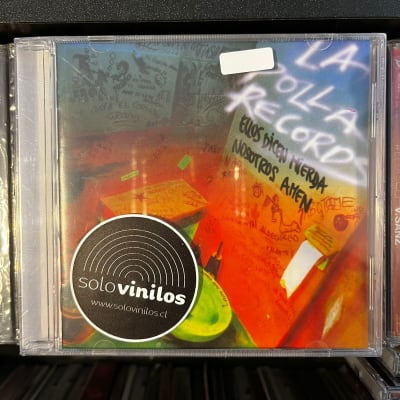 LA
POLLA
RECORDS
ELLOS DICEN MIERDA
NOSOTROS AMEN
solovinilos
www.solovinilos.cl